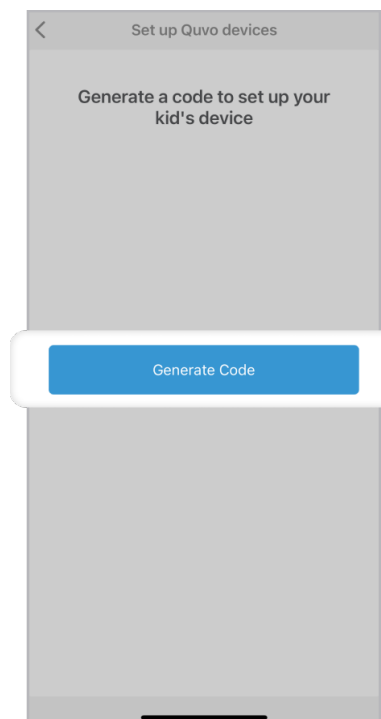 Set up Quvo devices
Generate a code to set up your
kid's device
Generate Code